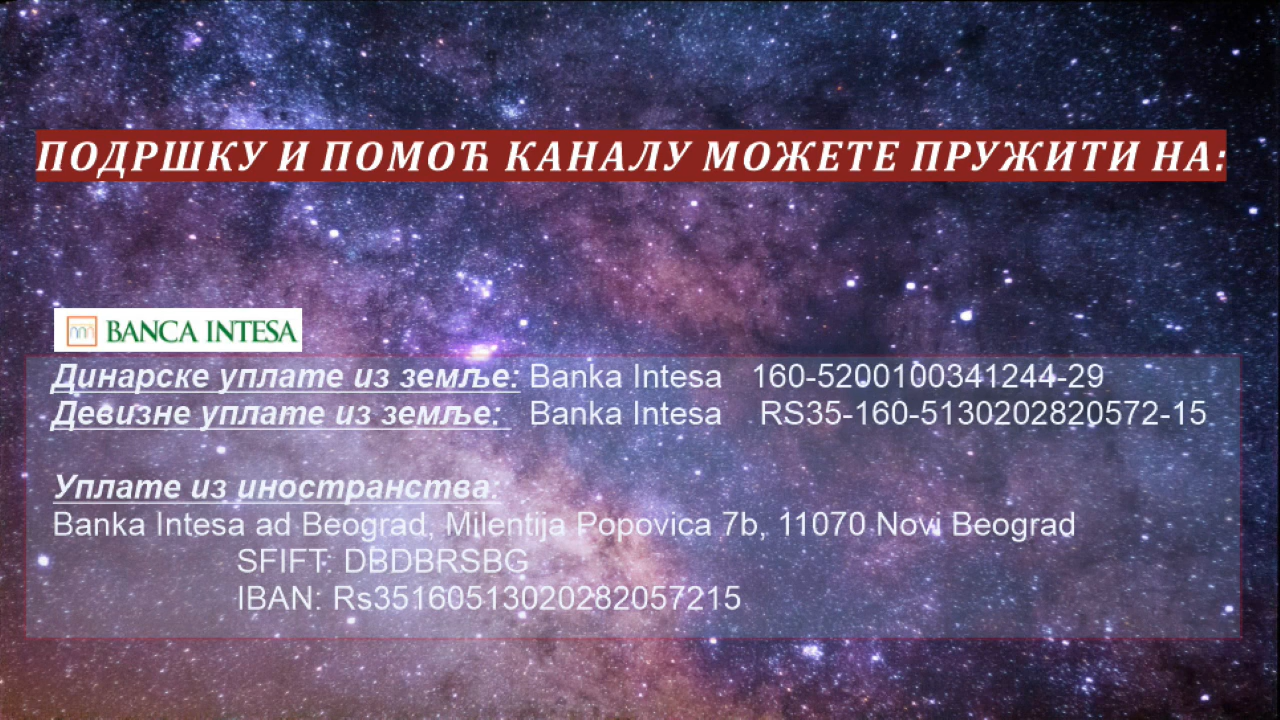 ПОДРШКУ И ПОМОЋ КАНАЛУ МОЖЕТЕ ПРУЖИТИ НА:
BANCA INTESA
Динарске уплате из земље: Banka Intesa 160-5200100341244-29
Девизне уплате из земље: Banka Intesa RS35-160-5130202820572-15
Уплате из иностранства:
Banka Intesa ad Beograd, Milentija Popovica 7b, 11070 Novi Beograd
SFIFT: DBDBRSBG
IBAN: Rs35160513020282057215